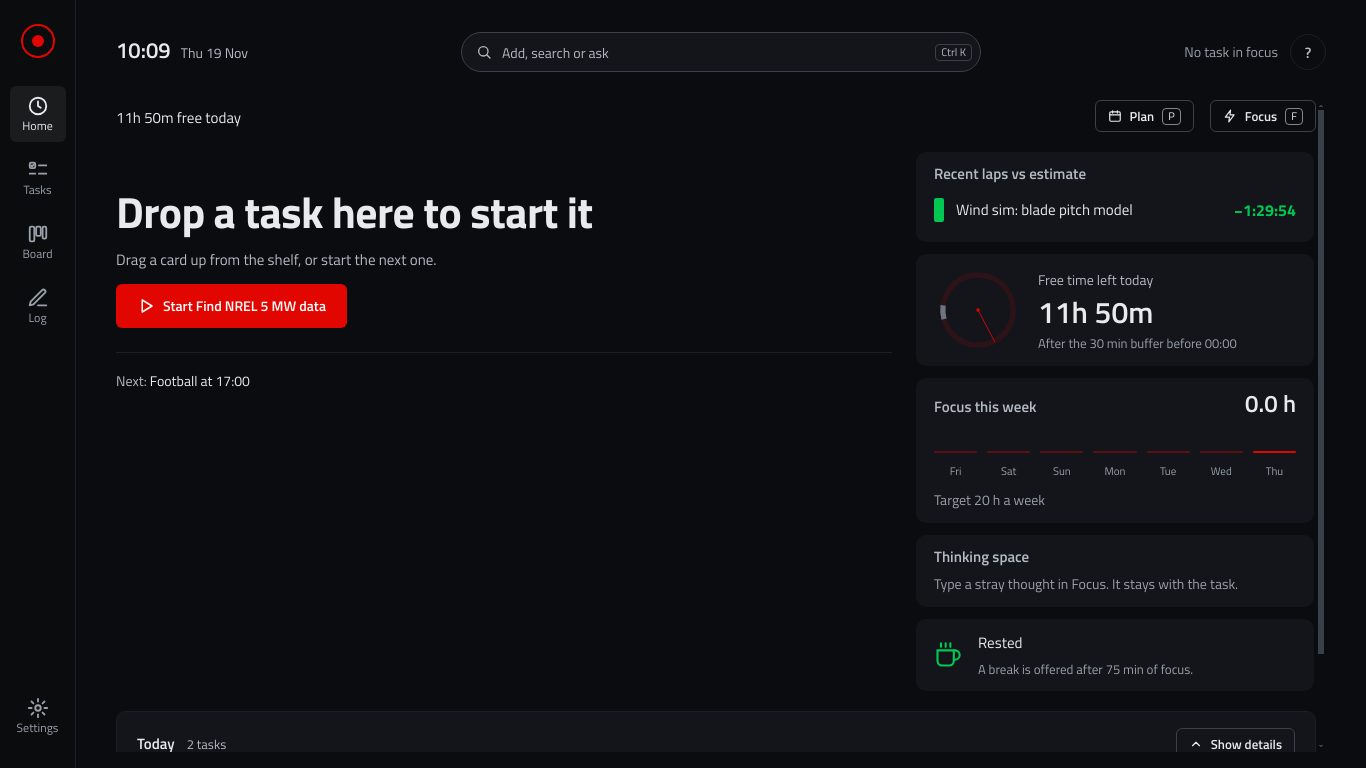 10:09 Thu 19 Nov
Add, search or ask
Ctrl K
No task in focus
?
Home
Tasks
Board
Log
Settings
11h 50m free today
Plan P
Focus F
Drop a task here to start it
Drag a card up from the shelf, or start the next one.
Start Find NREL 5 MW data
Next: Football at 17:00
Recent laps vs estimate
Wind sim: blade pitch model −1:29:54
Free time left today
11h 50m
After the 30 min buffer before 00:00
Focus this week 0.0 h
Fri Sat Sun Mon Tue Wed Thu
Target 20 h a week
Thinking space
Type a stray thought in Focus. It stays with the task.
Rested
A break is offered after 75 min of focus.
Today 2 tasks
Show details